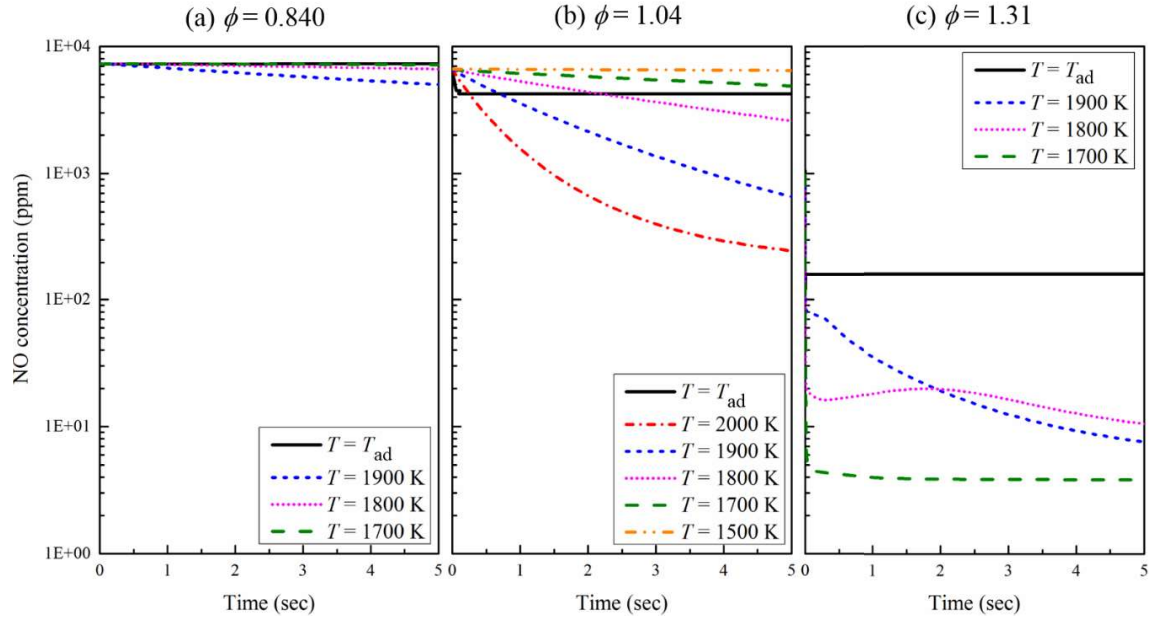 (a) ϕ = 0.840
(b) ϕ = 1.04
(c) ϕ = 1.31
NO concentration (ppm)
1E+04
1E+03
1E+02
1E+01
1E+00
T = Tad
T = 1900 K
T = 1800 K
T = 1700 K
0 1 2 3 4 5
Time (sec)
T = Tad
T = 2000 K
T = 1900 K
T = 1800 K
T = 1700 K
T = 1500 K
0 1 2 3 4 5
Time (sec)
T = Tad
T = 1900 K
T = 1800 K
T = 1700 K
0 1 2 3 4 5
Time (sec)